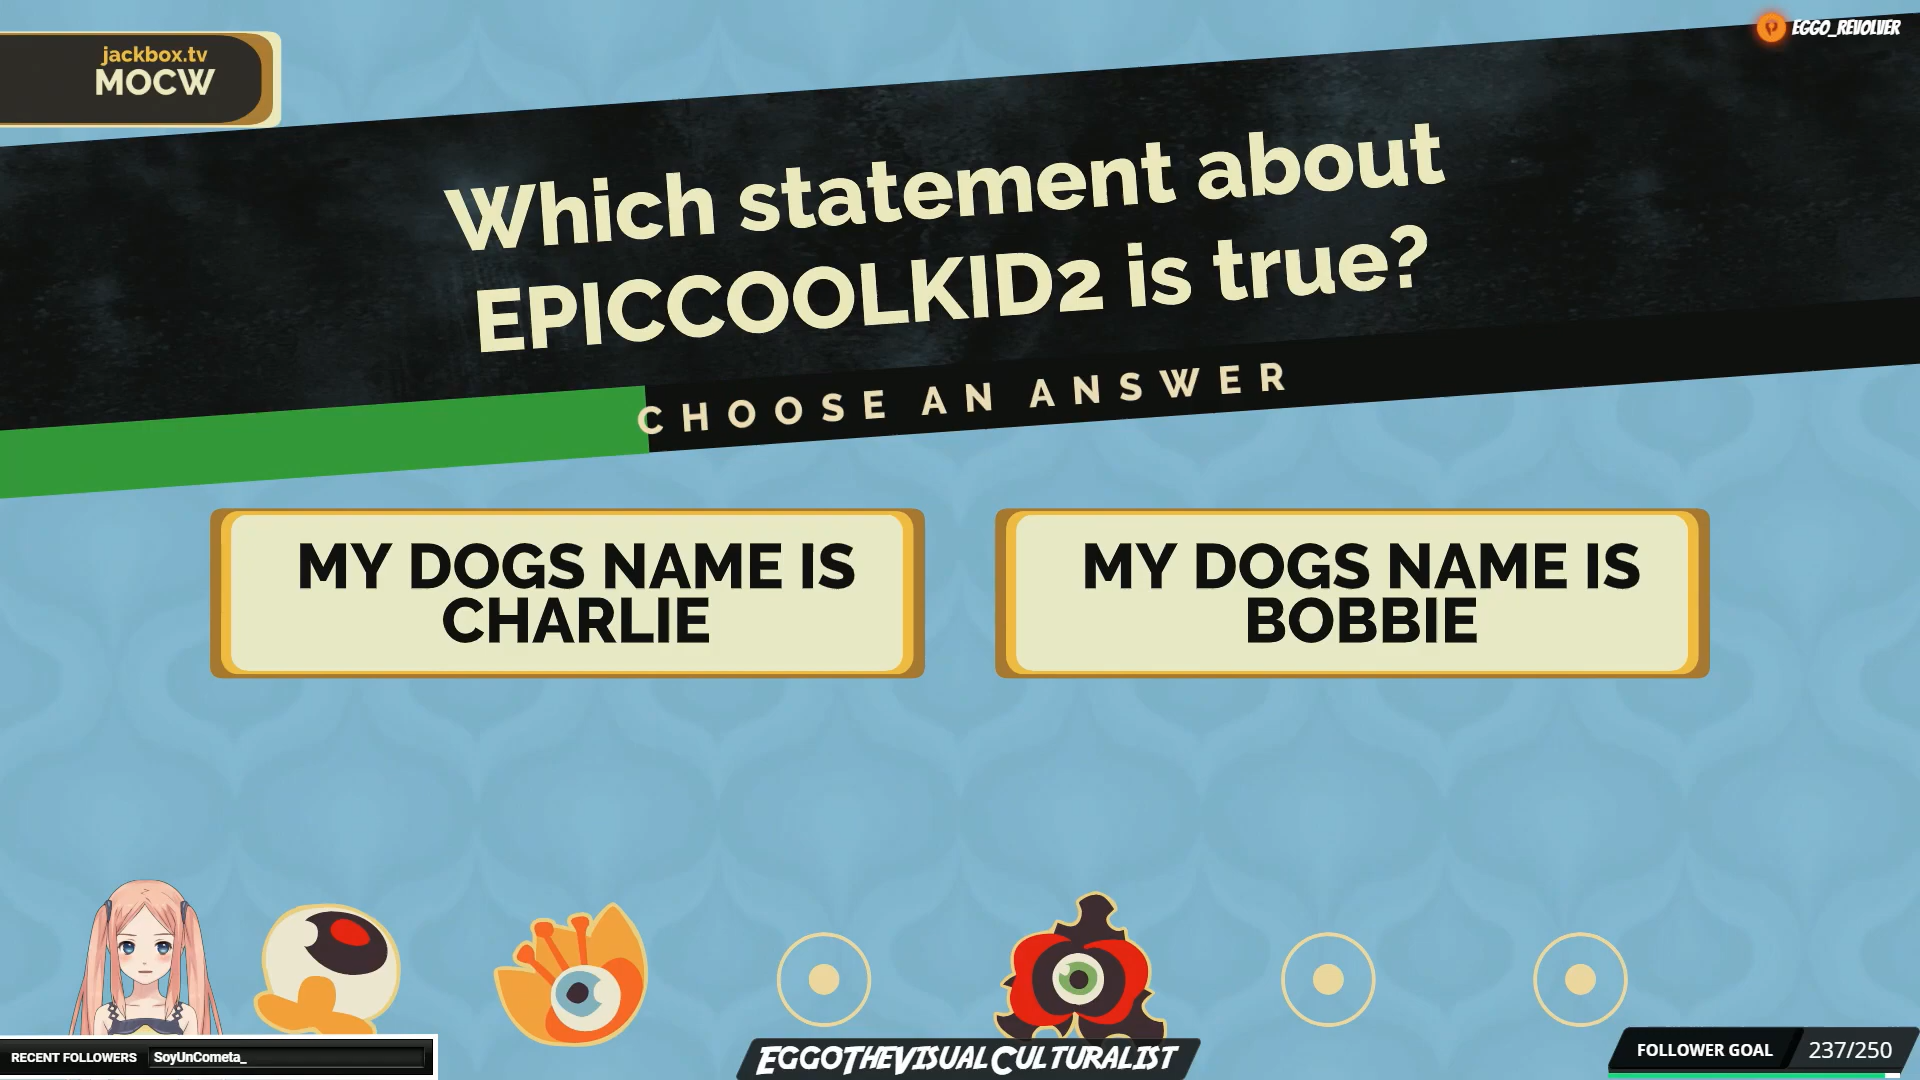 jackbox.tv
MOCW
EGGO_REVOLVER
Which statement about
EPICCOOLKID2 is true?
CHOOSE AN ANSWER
MY DOGS NAME IS
CHARLIE
MY DOGS NAME IS
BOBBIE
RECENT FOLLOWERS SoyUnCometa_
EGGOTHEVISUALCULTURALIST
FOLLOWER GOAL 237/250